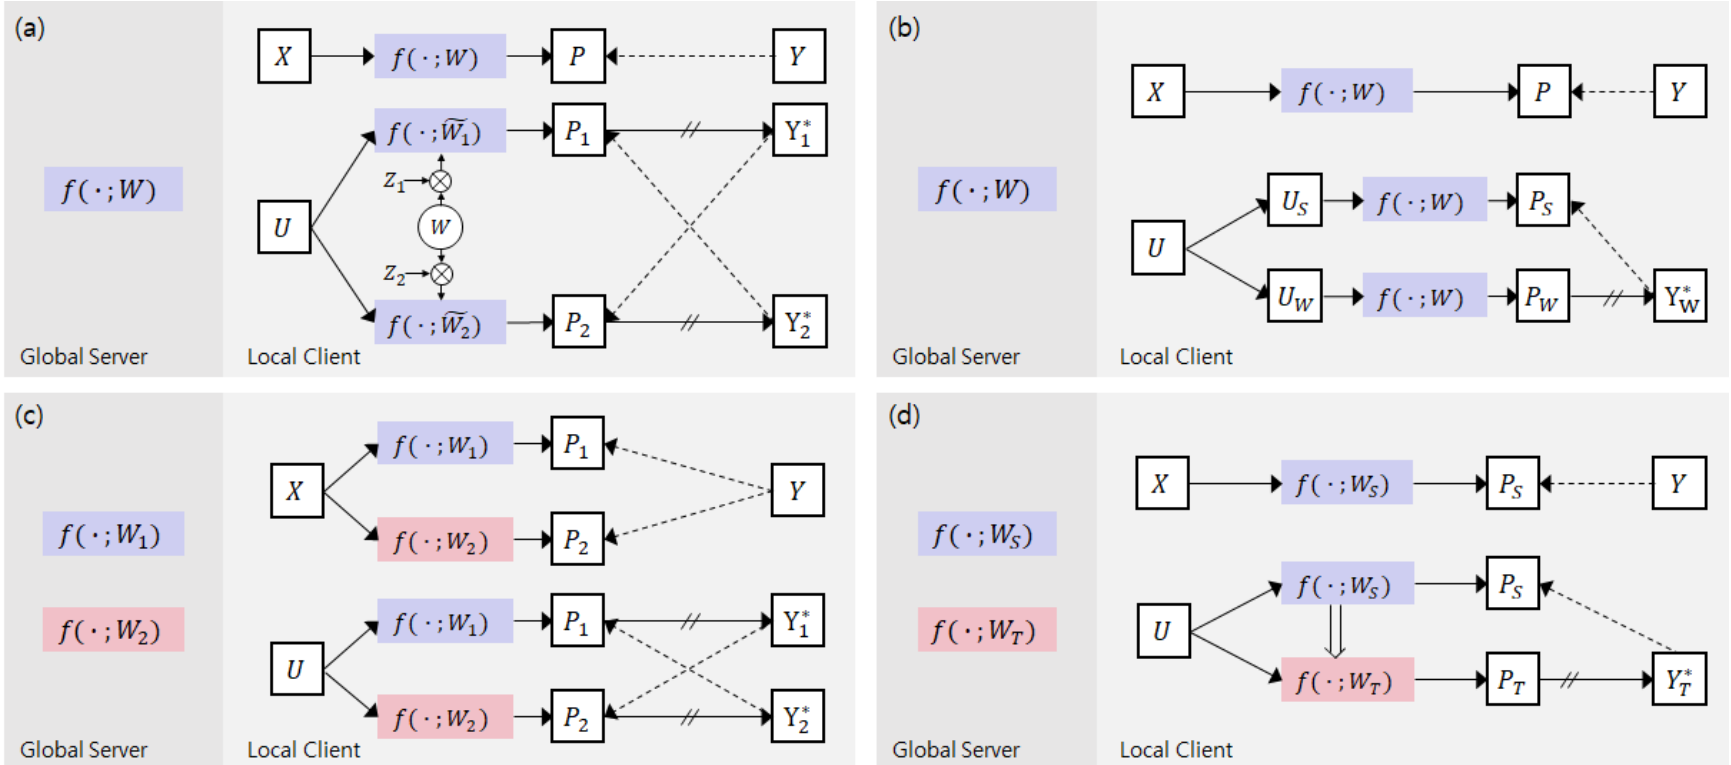 (a)
X
f(·;W)
P
Y
f(·;W̃₁)
P₁
Y₁*
Z₁
f(·;W)
U
W
Z₂
f(·;W̃₂)
P₂
Y₂*
Global Server
Local Client
(b)
X
f(·;W)
P
Y
f(·;W)
U_S
f(·;W)
P_S
U
U_W
f(·;W)
P_W
Y_W*
Global Server
Local Client
(c)
f(·;W₁)
P₁
X
Y
f(·;W₁)
f(·;W₂)
P₂
f(·;W₂)
f(·;W₁)
P₁
Y₁*
U
f(·;W₂)
P₂
Y₂*
Global Server
Local Client
(d)
X
f(·;W_S)
P_S
Y
f(·;W_S)
f(·;W_T)
f(·;W_S)
P_S
U
f(·;W_T)
P_T
Y_T*
Global Server
Local Client